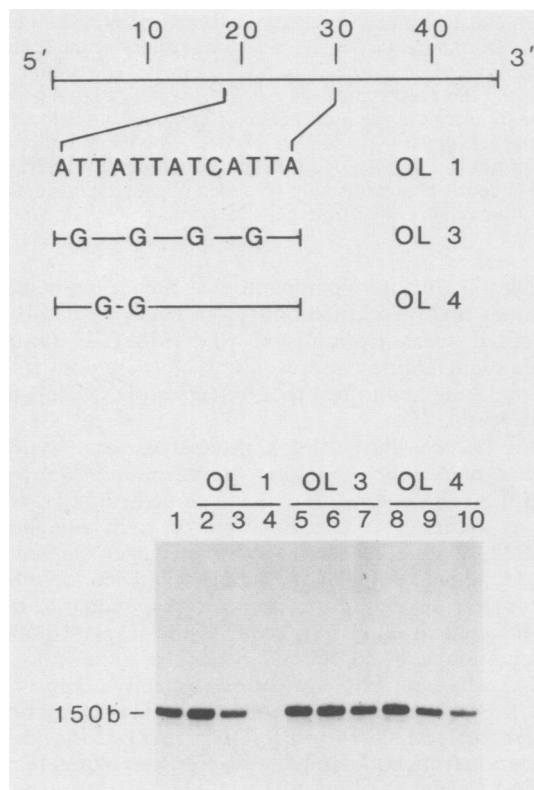 10 20 30 40
5′ 3′
ATTATTATCATTA OL 1
G G G G OL 3
G G OL 4
OL 1 OL 3 OL 4
1 2 3 4 5 6 7 8 9 10
150b